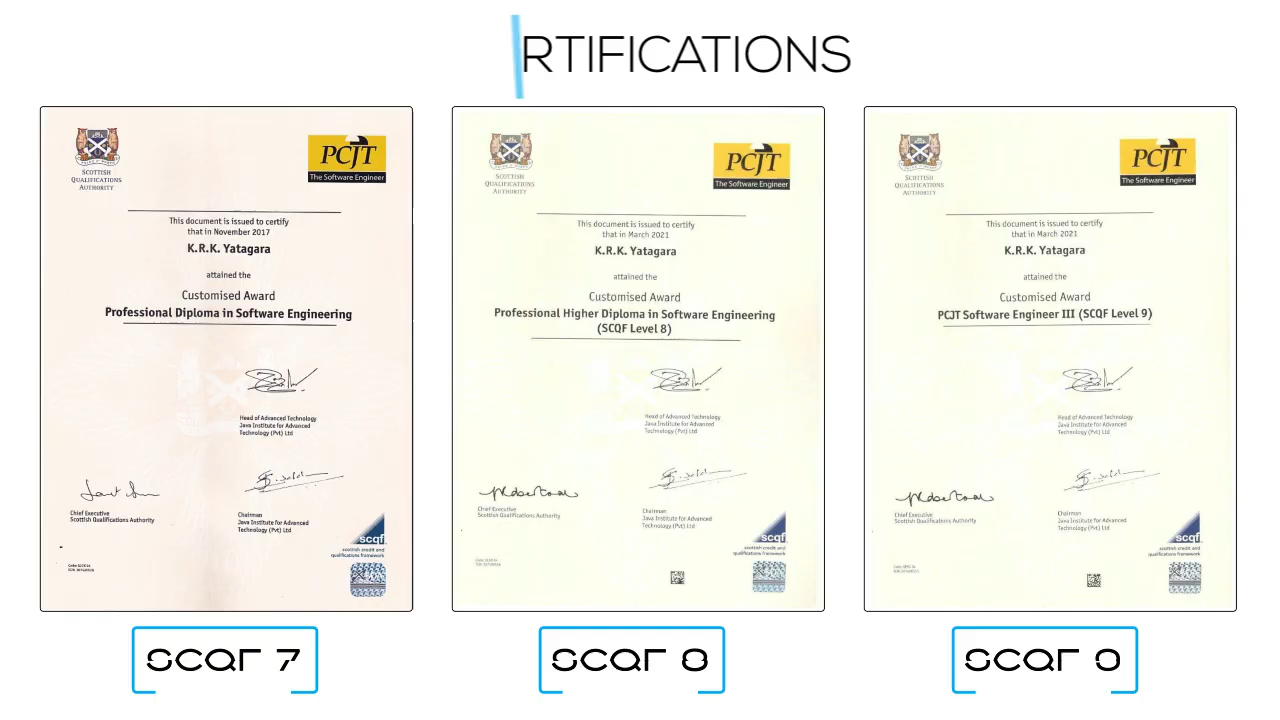 RTIFICATIONS
SCOTTISH
QUALIFICATIONS
AUTHORITY
PCJT
The Software Engineer
This document is issued to certify
that in November 2017
K.R.K. Yatagara
attained the
Customised Award
Professional Diploma in Software Engineering
Head of Advanced Technology
Java Institute for Advanced
Technology (Pvt) Ltd
Chief Executive
Scottish Qualifications Authority
Chairman
Java Institute for Advanced
Technology (Pvt) Ltd
scqf
scottish credit and
qualifications framework
SCQF 7
SCOTTISH
QUALIFICATIONS
AUTHORITY
PCJT
The Software Engineer
This document is issued to certify
that in March 2021
K.R.K. Yatagara
attained the
Customised Award
Professional Higher Diploma in Software Engineering
(SCQF Level 8)
Head of Advanced Technology
Java Institute for Advanced
Technology (Pvt) Ltd
Chief Executive
Scottish Qualifications Authority
Chairman
Java Institute for Advanced
Technology (Pvt) Ltd
scqf
scottish credit and
qualifications framework
SCQF 8
SCOTTISH
QUALIFICATIONS
AUTHORITY
PCJT
The Software Engineer
This document is issued to certify
that in March 2021
K.R.K. Yatagara
attained the
Customised Award
PCJT Software Engineer III (SCQF Level 9)
Head of Advanced Technology
Java Institute for Advanced
Technology (Pvt) Ltd
Chief Executive
Scottish Qualifications Authority
Chairman
Java Institute for Advanced
Technology (Pvt) Ltd
scqf
scottish credit and
qualifications framework
SCQF 9